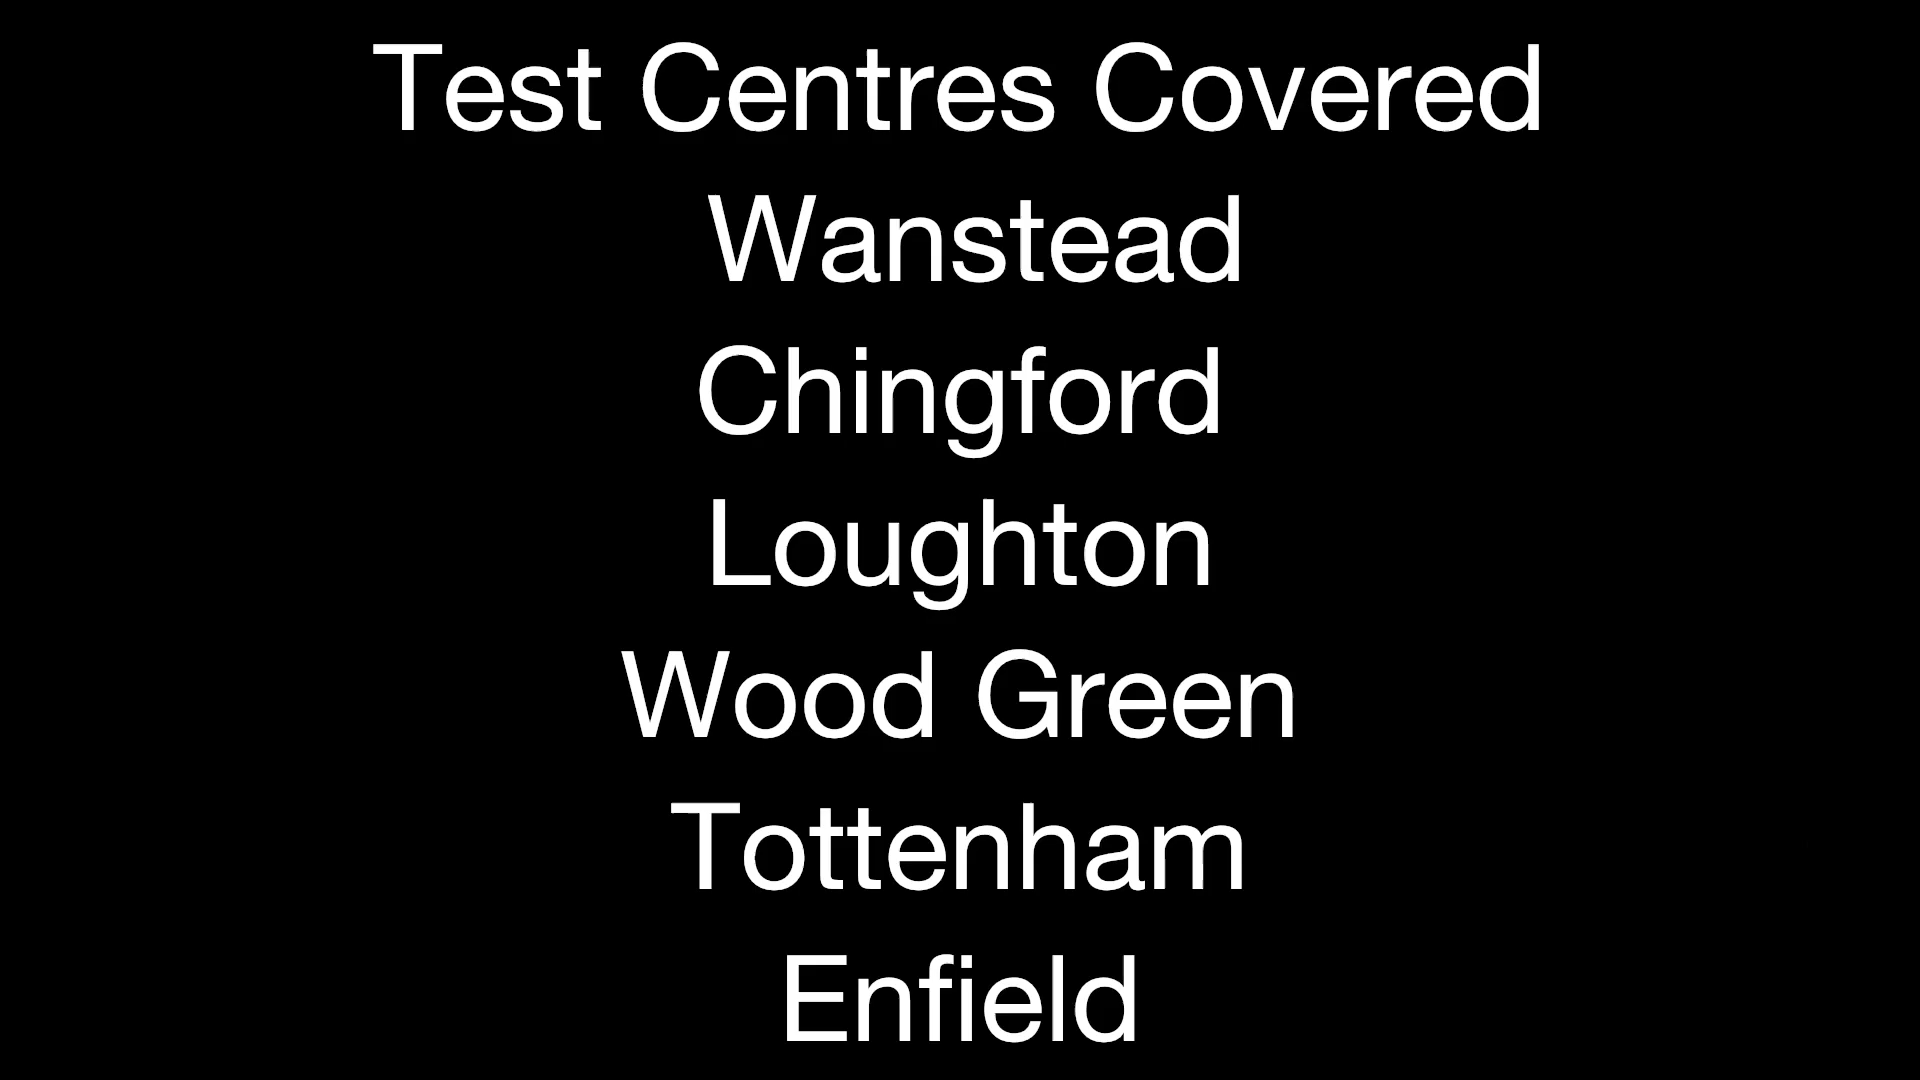 Test Centres Covered
Wanstead
Chingford
Loughton
Wood Green
Tottenham
Enfield